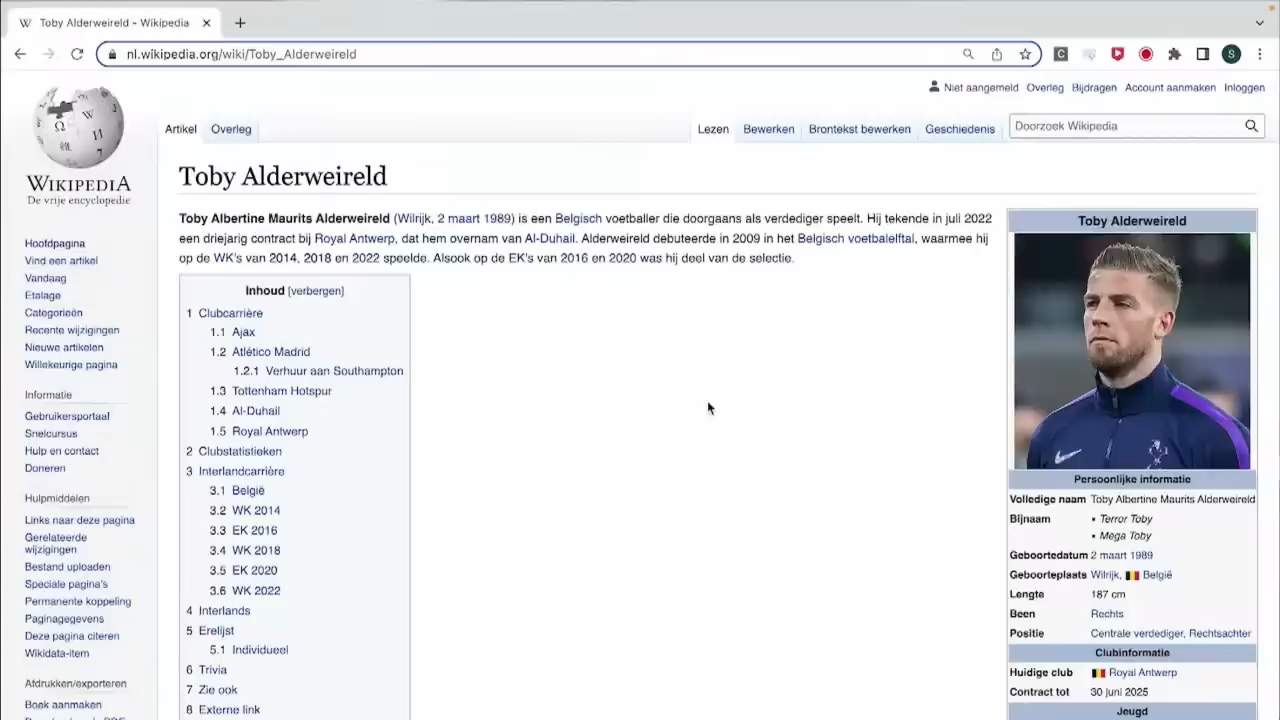 Toby Alderweireld - Wikipedia
nl.wikipedia.org/wiki/Toby_Alderweireld
C
S
Niet aangemeld Overleg Bijdragen Account aanmaken Inloggen
Artikel Overleg
Lezen Bewerken Brontekst bewerken Geschiedenis
Doorzoek Wikipedia
WIKIPEDIA
De vrije encyclopedie
Hoofdpagina
Vind een artikel
Vandaag
Etalage
Categorieën
Recente wijzigingen
Nieuwe artikelen
Willekeurige pagina
Informatie
Gebruikersportaal
Snelcursus
Hulp en contact
Doneren
Hulpmiddelen
Links naar deze pagina
Gerelateerde
wijzigingen
Bestand uploaden
Speciale pagina's
Permanente koppeling
Paginagegevens
Deze pagina citeren
Wikidata-item
Afdrukken/exporteren
Boek aanmaken
Toby Alderweireld
Toby Albertine Maurits Alderweireld (Wilrijk, 2 maart 1989) is een Belgisch voetballer die doorgaans als verdediger speelt. Hij tekende in juli 2022
een driejarig contract bij Royal Antwerp, dat hem overnam van Al-Duhail. Alderweireld debuteerde in 2009 in het Belgisch voetbalelftal, waarmee hij
op de WK's van 2014, 2018 en 2022 speelde. Alsook op de EK's van 2016 en 2020 was hij deel van de selectie.
Inhoud [verbergen]
1 Clubcarrière
1.1 Ajax
1.2 Atlético Madrid
1.2.1 Verhuur aan Southampton
1.3 Tottenham Hotspur
1.4 Al-Duhail
1.5 Royal Antwerp
2 Clubstatistieken
3 Interlandcarrière
3.1 België
3.2 WK 2014
3.3 EK 2016
3.4 WK 2018
3.5 EK 2020
3.6 WK 2022
4 Interlands
5 Erelijst
5.1 Individueel
6 Trivia
7 Zie ook
8 Externe link
Toby Alderweireld
Persoonlijke informatie
Volledige naam Toby Albertine Maurits Alderweireld
Bijnaam • Terror Toby
• Mega Toby
Geboortedatum 2 maart 1989
Geboorteplaats Wilrijk, België
Lengte 187 cm
Been Rechts
Positie Centrale verdediger, Rechtsachter
Clubinformatie
Huidige club Royal Antwerp
Contract tot 30 juni 2025
Jeugd